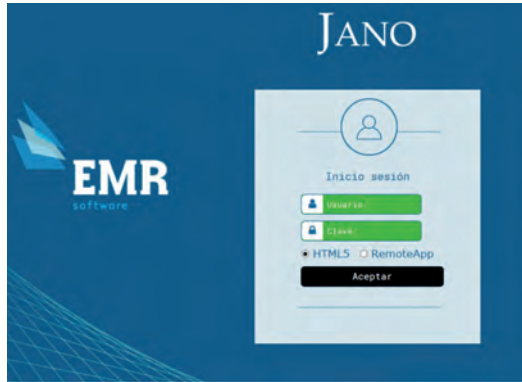 JANO
EMR
software
Inicio sesión
Usuario:
Clave:
HTML5 RemoteApp
Aceptar